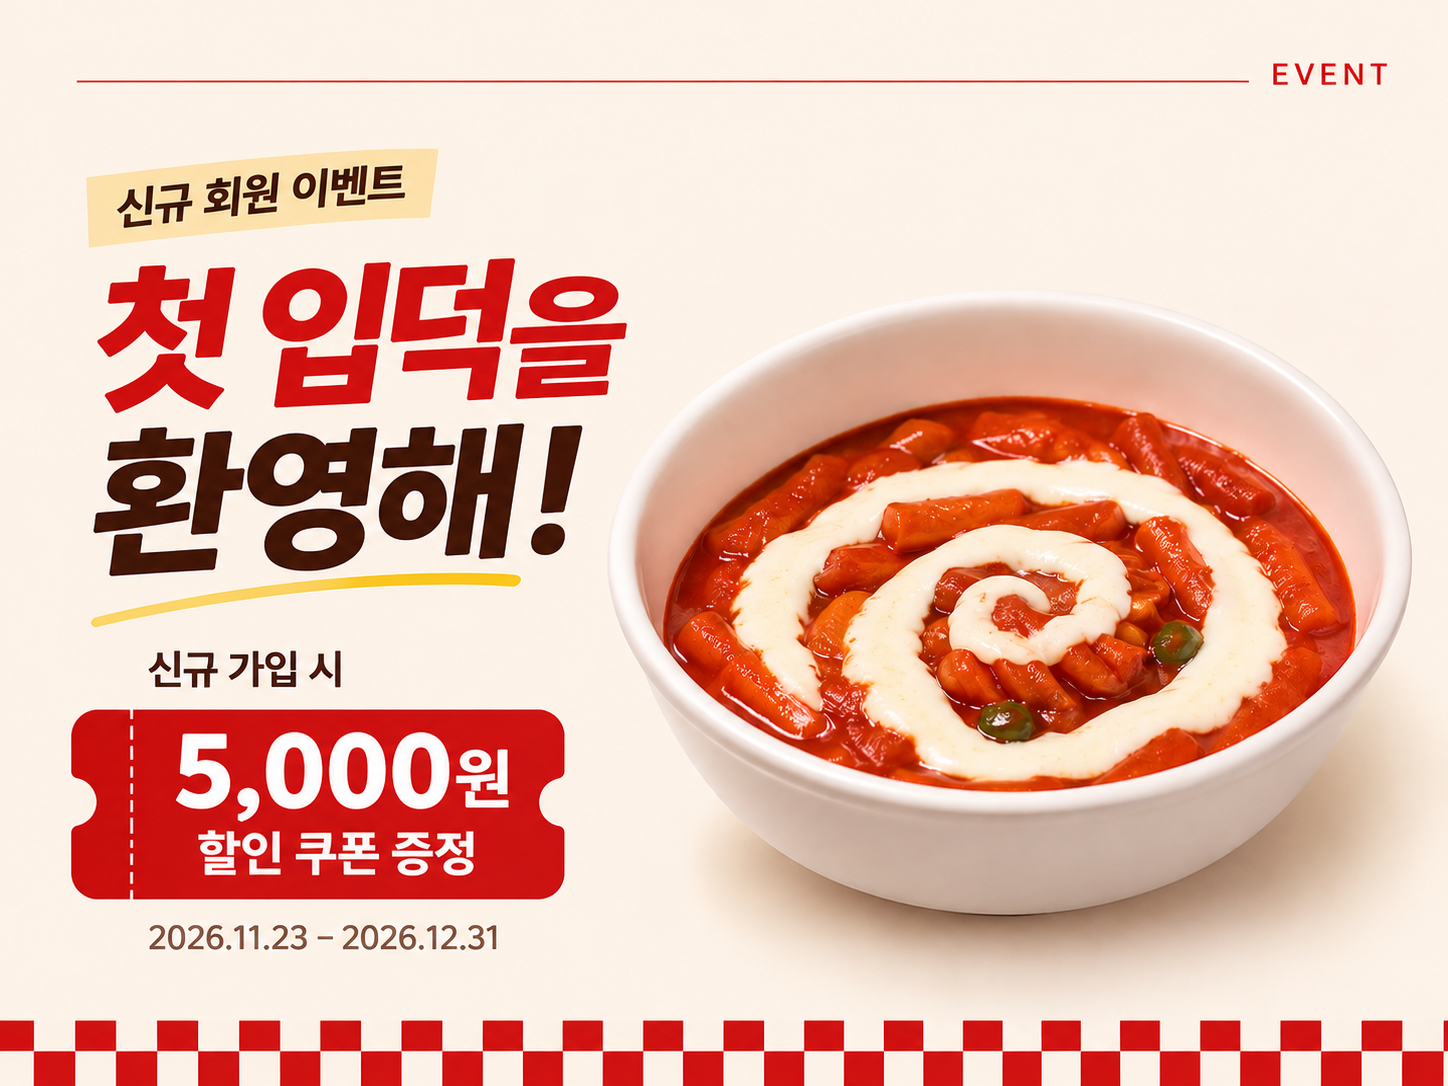 EVENT
신규 회원 이벤트
첫 입덕을
환영해!
신규 가입 시
5,000원
할인 쿠폰 증정
2026.11.23 – 2026.12.31